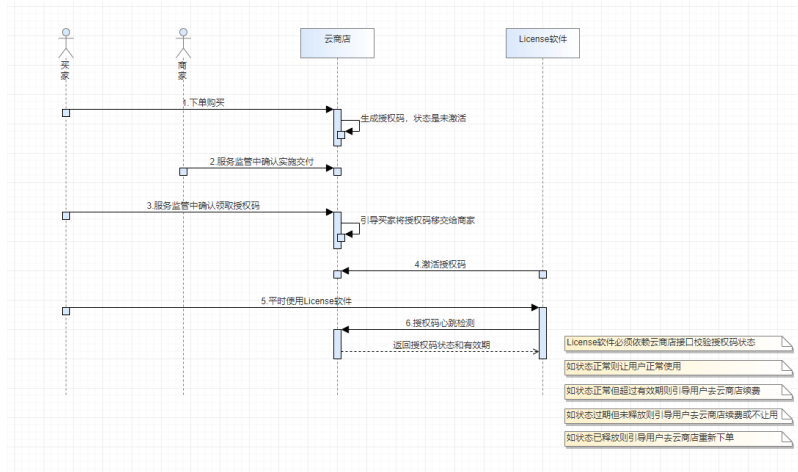 云商店
License软件
买家
商家
1.下单购买
生成授权码，状态是未激活
2.服务监管中确认实施交付
3.服务监管中确认领取授权码
引导买家将授权码移交给商家
4.激活授权码
5.平时使用License软件
6.授权码心跳检测
返回授权码状态和有效期
License软件必须依赖云商店接口校验授权码状态
如状态正常则让用户正常使用
如状态正常但超过有效期则引导用户去云商店续费
如状态过期但未释放则引导用户去云商店续费或不让用
如状态已释放则引导用户去云商店重新下单